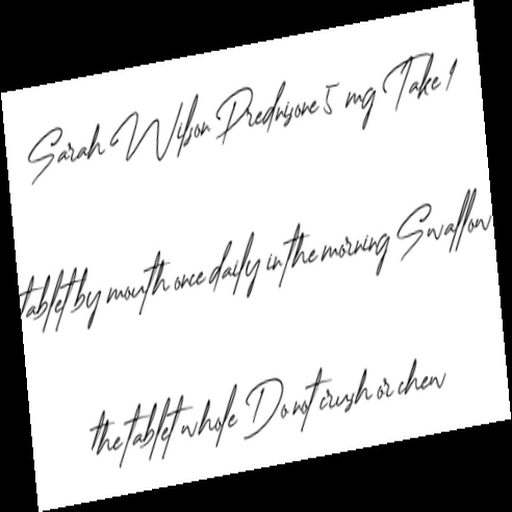 Sarah Wilson Prednisone 5 mg Take 1
tablet by mouth once daily in the morning Swallow
the tablet whole Do not crush or chew